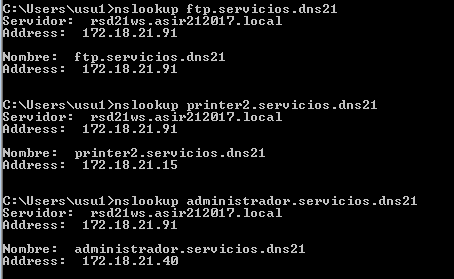 C:\Users\usu1>nslookup ftp.servicios.dns21
Servidor:  rsd21ws.asir212017.local
Address:  172.18.21.91
Nombre:  ftp.servicios.dns21
Address:  172.18.21.91
C:\Users\usu1>nslookup printer2.servicios.dns21
Servidor:  rsd21ws.asir212017.local
Address:  172.18.21.91
Nombre:  printer2.servicios.dns21
Address:  172.18.21.15
C:\Users\usu1>nslookup administrador.servicios.dns21
Servidor:  rsd21ws.asir212017.local
Address:  172.18.21.91
Nombre:  administrador.servicios.dns21
Address:  172.18.21.40